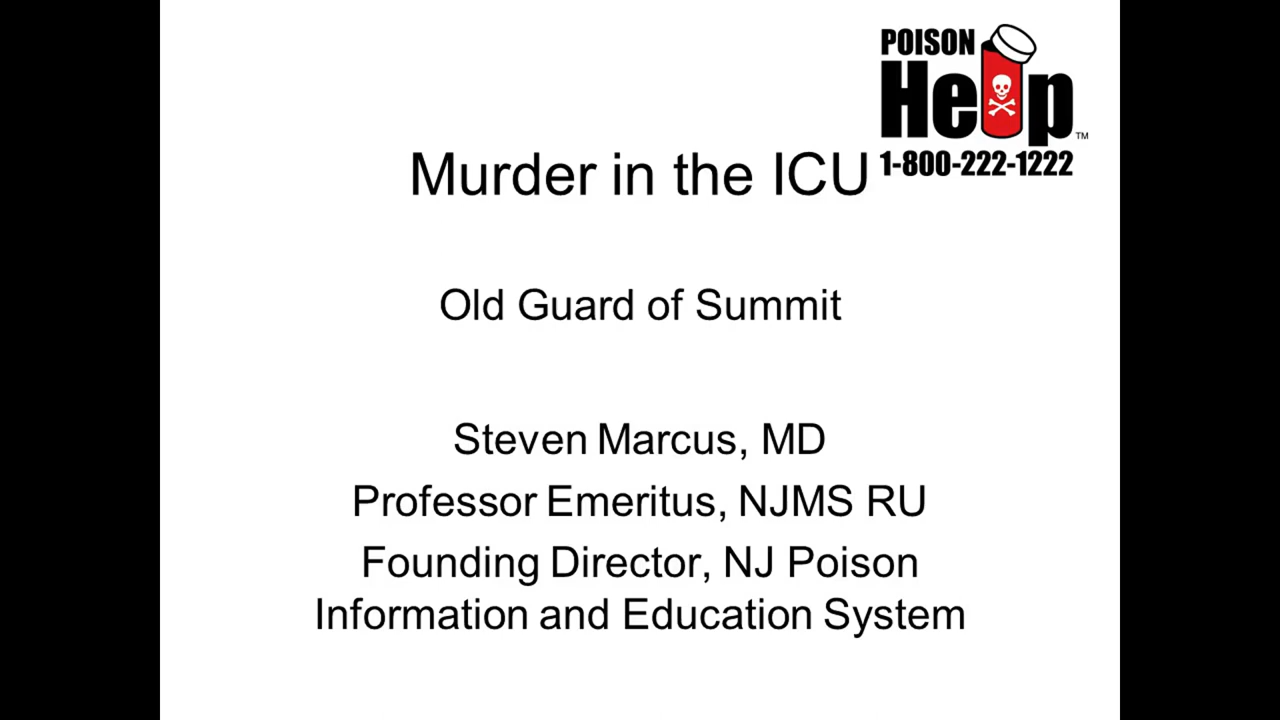 POISON
Help™
1-800-222-1222
Murder in the ICU
Old Guard of Summit
Steven Marcus, MD
Professor Emeritus, NJMS RU
Founding Director, NJ Poison
Information and Education System